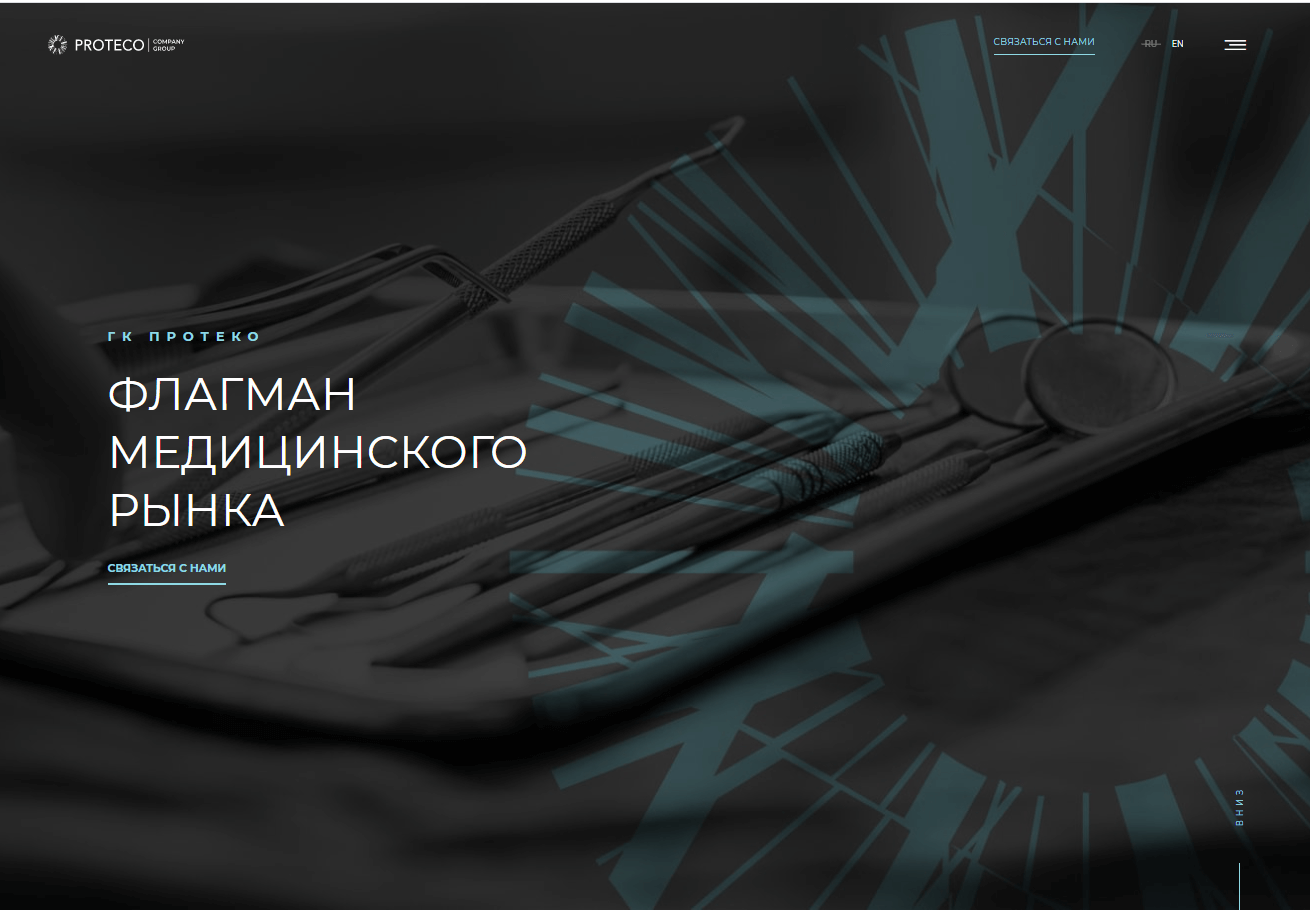 PROTECO
COMPANY
GROUP
СВЯЗАТЬСЯ С НАМИ
RU EN
ГК ПРОТЕКО
ФЛАГМАН
МЕДИЦИНСКОГО
РЫНКА
СВЯЗАТЬСЯ С НАМИ
ВНИЗ